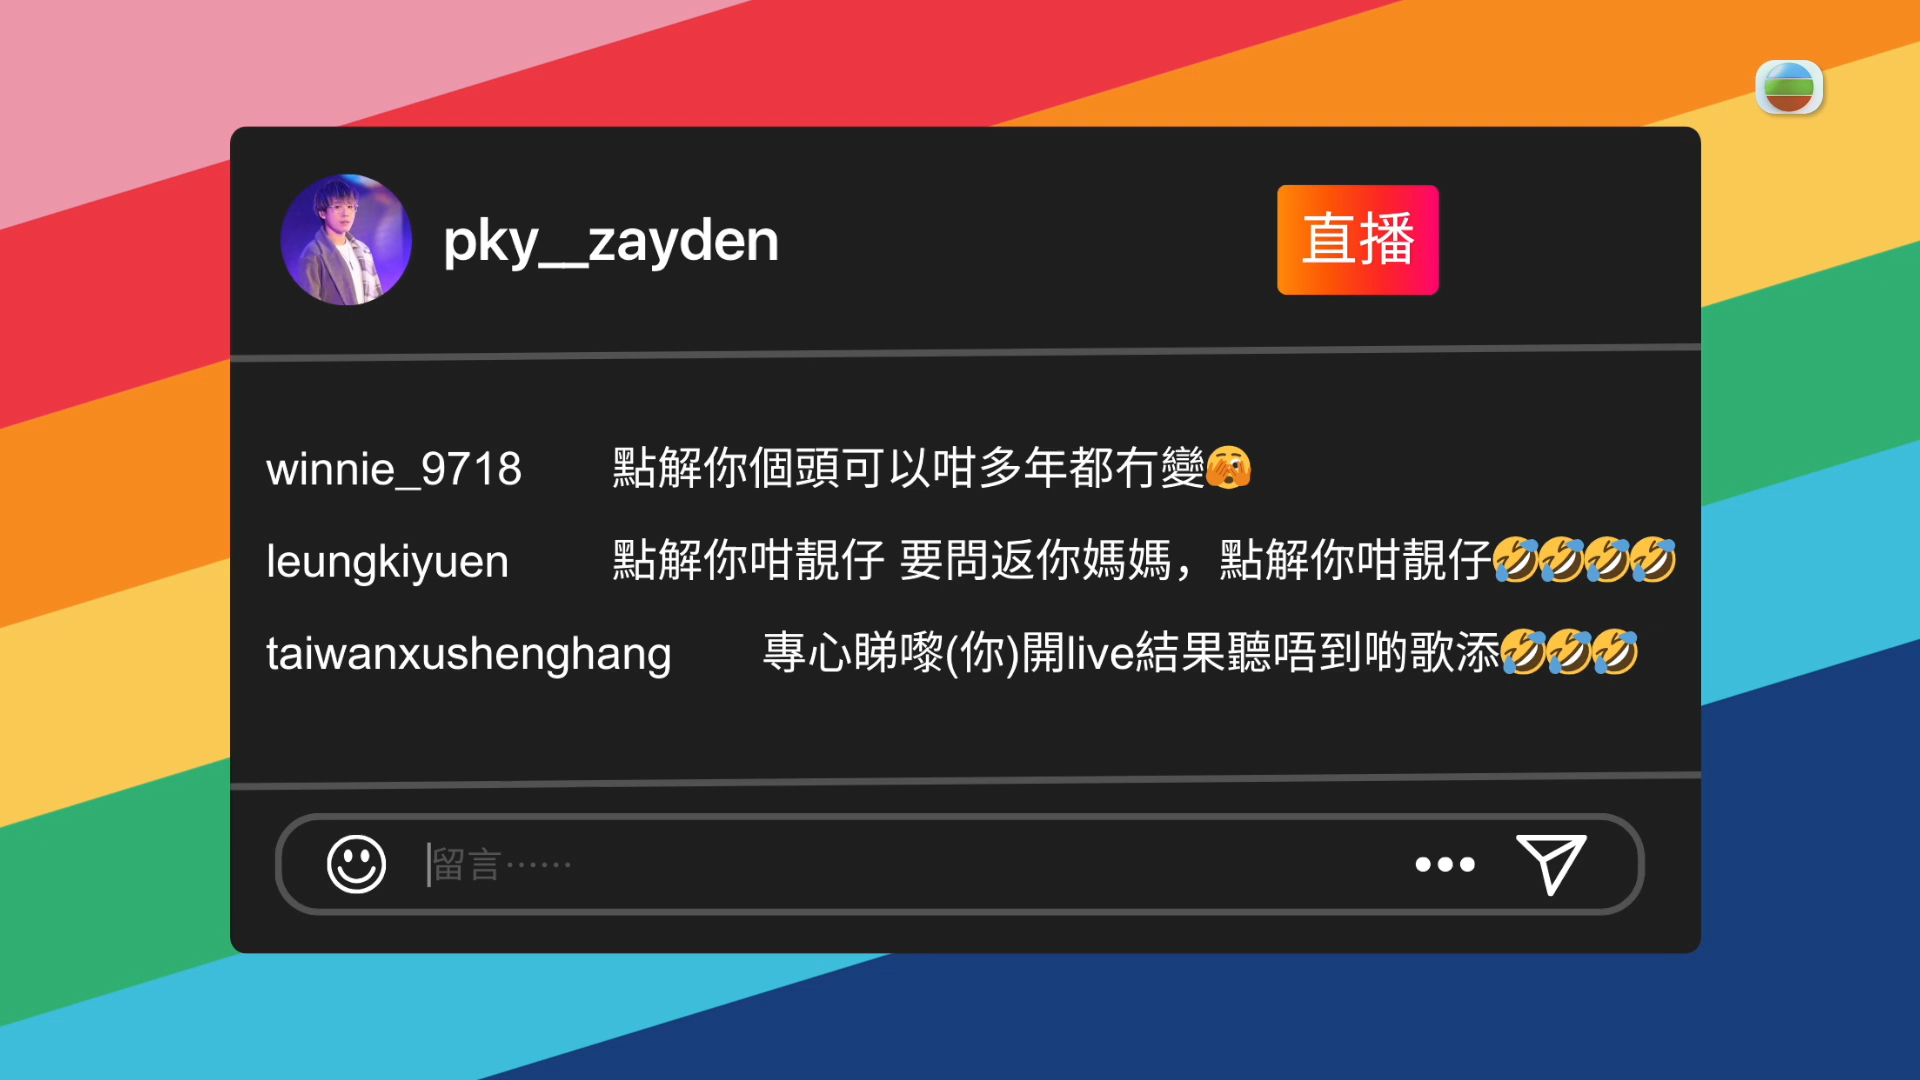 pky__zayden
直播
winnie_9718 點解你個頭可以咁多年都冇變🫣
leungkiyuen 點解你咁靚仔 要問返你媽媽，點解你咁靚仔🤣🤣🤣🤣
taiwanxushenghang 專心睇嚟(你)開live結果聽唔到啲歌添🤣🤣🤣
留言……